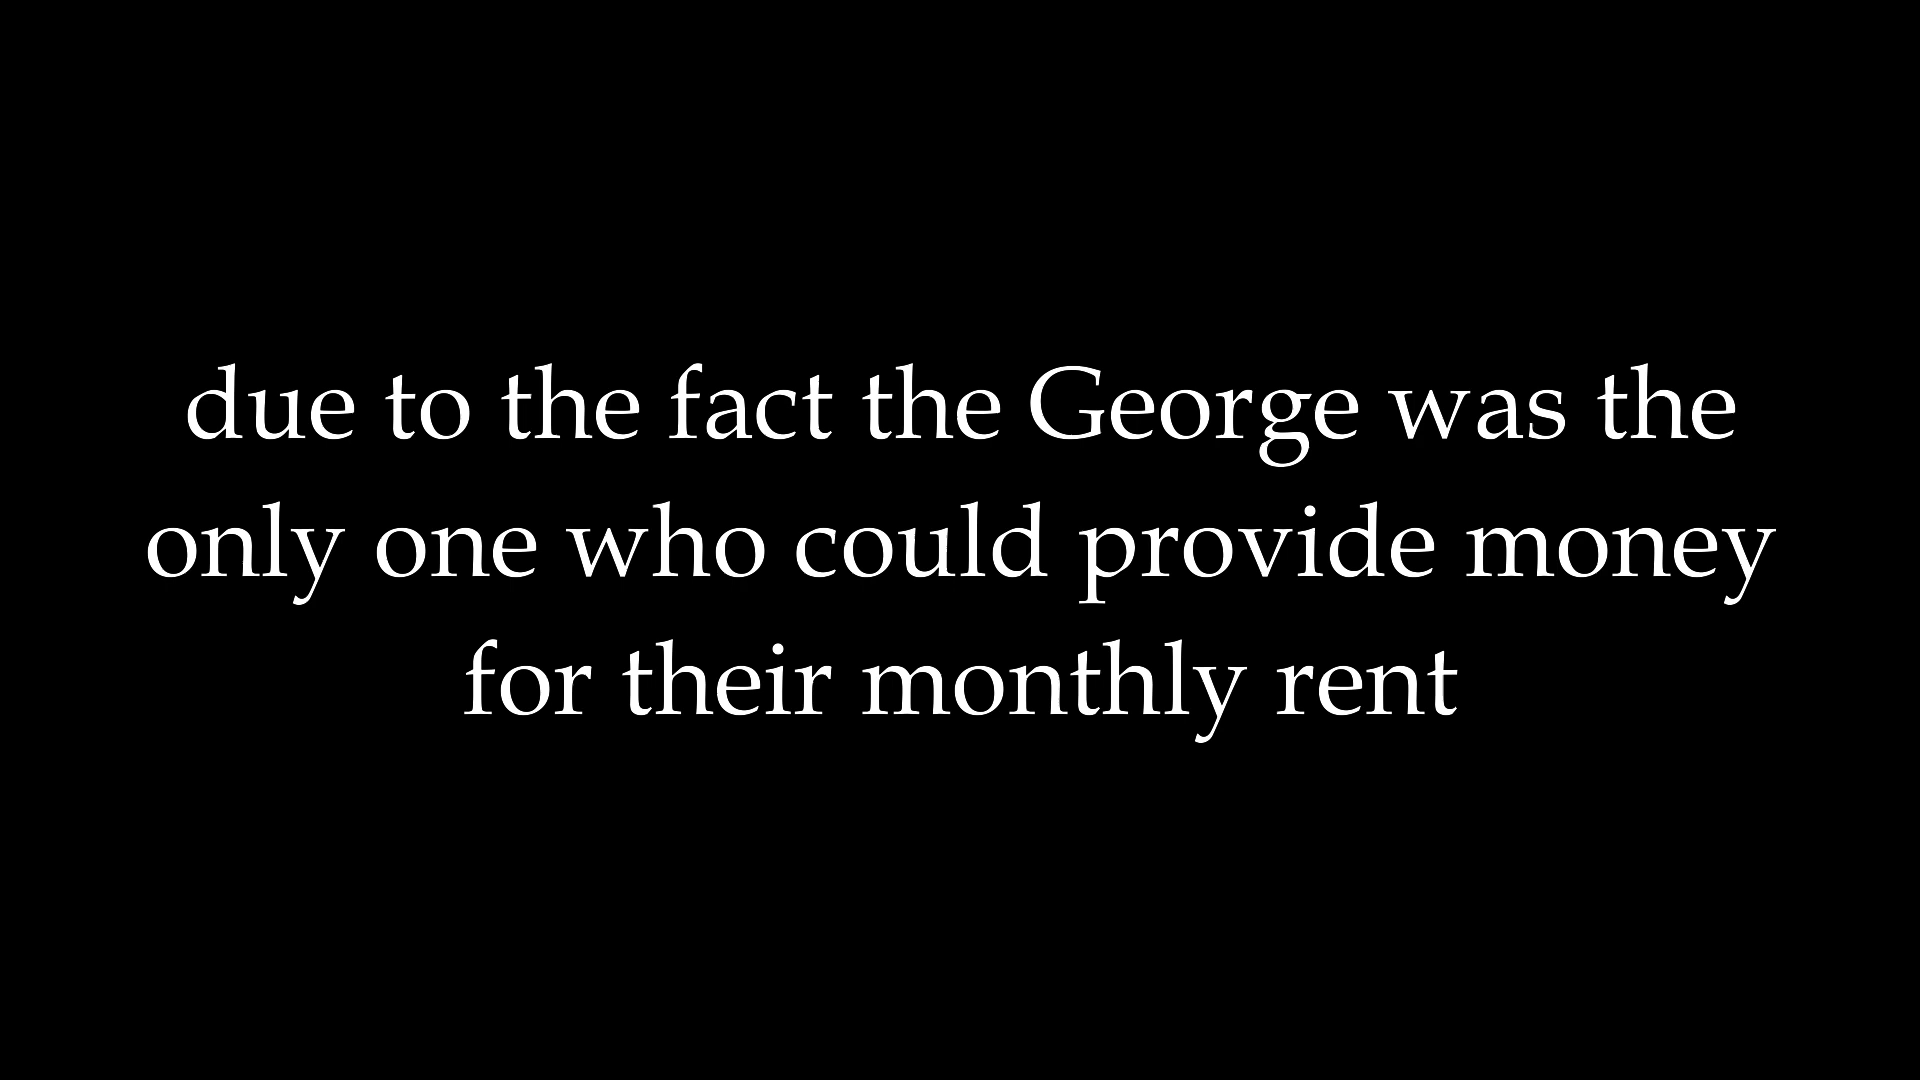 due to the fact the George was the
only one who could provide money
for their monthly rent